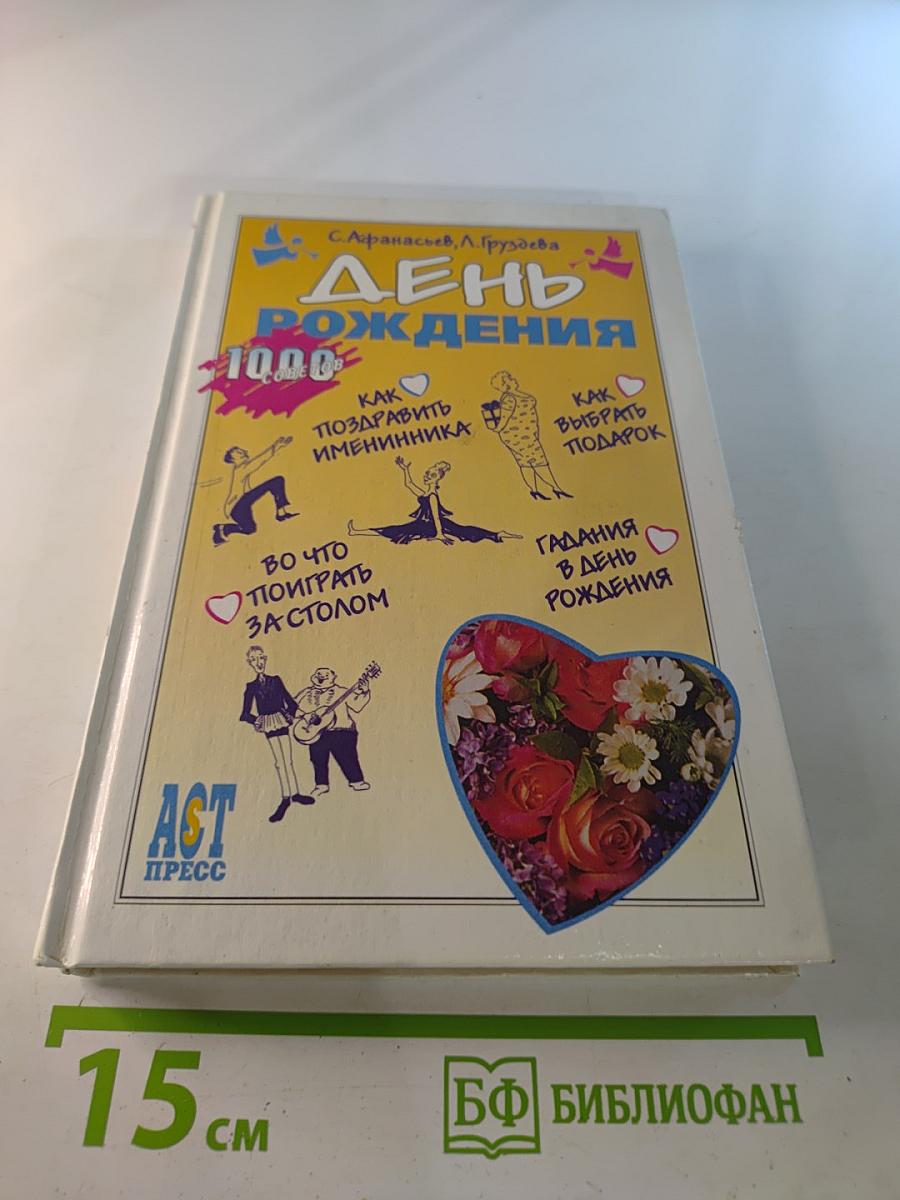 С. Афанасьев, Л. Груздева
ДЕНЬ
РОЖДЕНИЯ
1000
СОВЕТОВ
КАК
ПОЗДРАВИТЬ
ИМЕНИННИКА
КАК
ВЫБРАТЬ
ПОДАРОК
ВО ЧТО
ПОИГРАТЬ
ЗА СТОЛОМ
ГАДАНИЯ
В ДЕНЬ
РОЖДЕНИЯ
АСТ
ПРЕСС
15 см
БФ БИБЛИОФАН